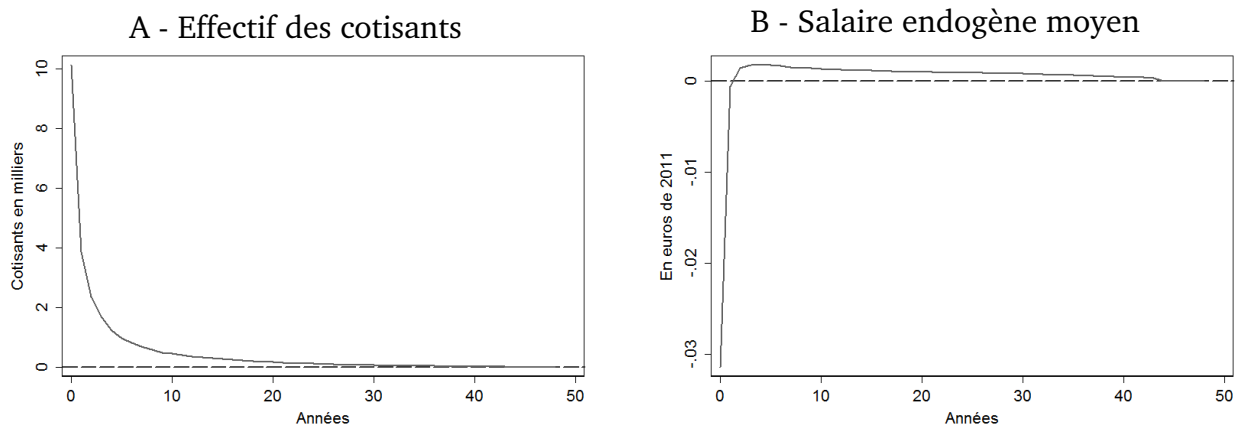 A - Effectif des cotisants
Cotisants en milliers
10
8
6
4
2
0
0 10 20 30 40 50
Années
B - Salaire endogène moyen
En euros de 2011
0
-.01
-.02
-.03
0 10 20 30 40 50
Années